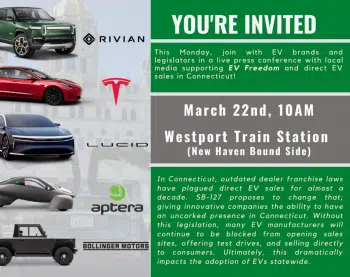 YOU'RE INVITED
RIVIAN
This Monday, join with EV brands and
legislators in a live press conference with local
media supporting EV Freedom and direct EV
sales in Connecticut!
TESLA
March 22nd, 10AM
Westport Train Station
(New Haven Bound Side)
LUCID
aptera
BOLLINGER MOTORS
In Connecticut, outdated dealer franchise laws
have plagued direct EV sales for almost a
decade. SB-127 proposes to change that;
giving innovative companies the ability to have
an uncorked presence in Connecticut. Without
this legislation, many EV manufacturers will
continue to be blocked from opening sales
sites, offering test drives, and selling directly
to consumers. Ultimately, this dramatically
impacts the adoption of EVs statewide.